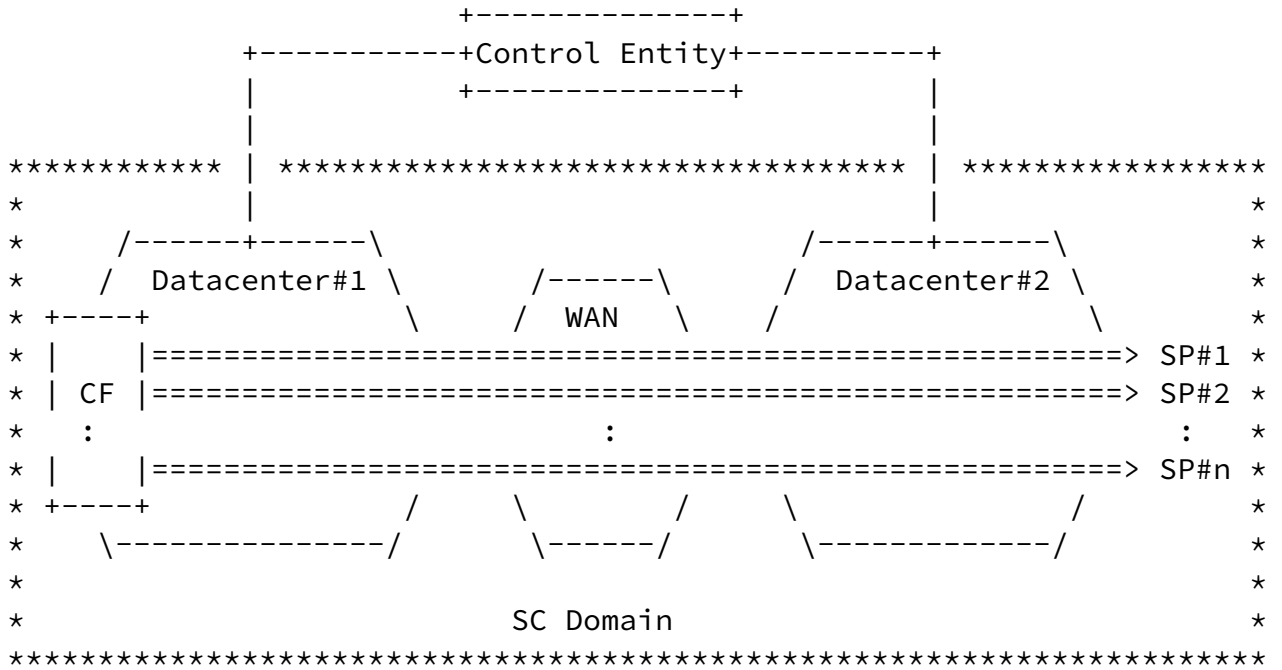 Control Entity
Datacenter#1 Datacenter#2
WAN
SP#1
CF SP#2
: : :
SP#n
SC Domain